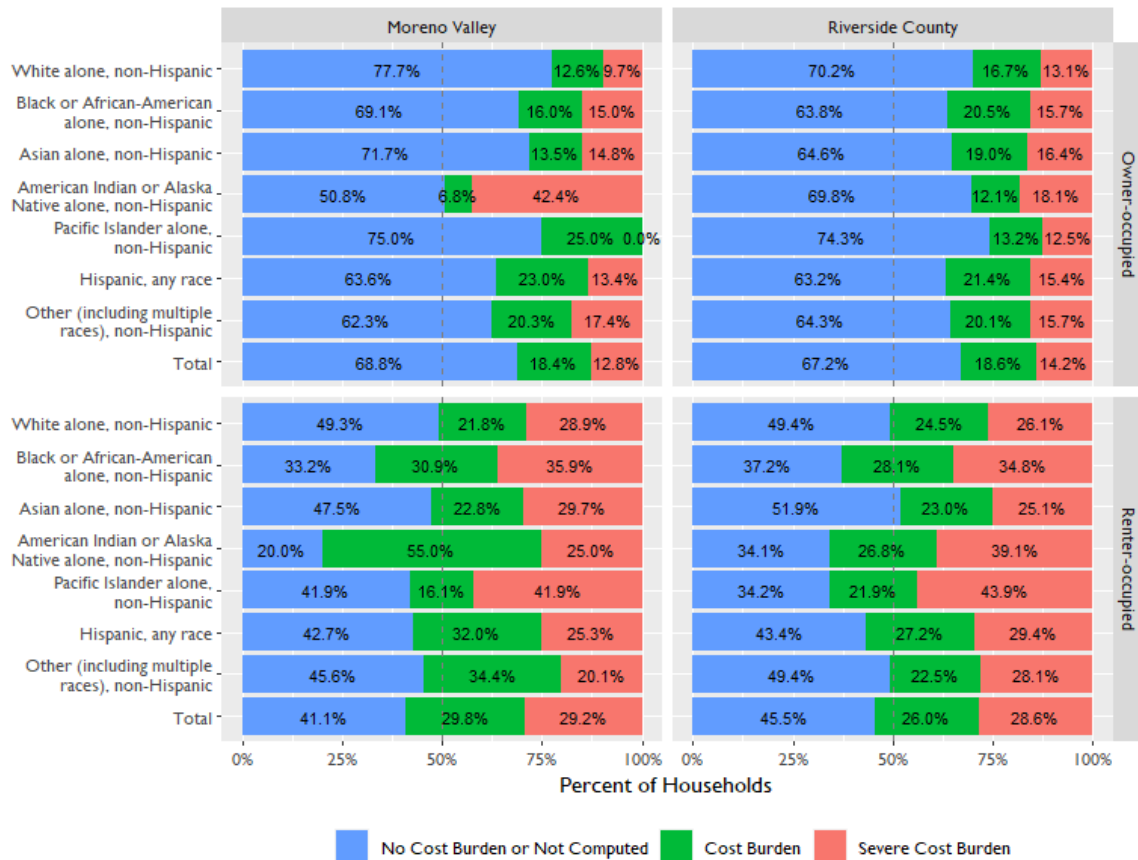 Moreno Valley Riverside County
White alone, non-Hispanic 77.7% 12.6% 9.7% 70.2% 16.7% 13.1%
Black or African-American
alone, non-Hispanic 69.1% 16.0% 15.0% 63.8% 20.5% 15.7%
Asian alone, non-Hispanic 71.7% 13.5% 14.8% 64.6% 19.0% 16.4%
American Indian or Alaska
Native alone, non-Hispanic 50.8% 6.8% 42.4% 69.8% 12.1% 18.1%
Pacific Islander alone,
non-Hispanic 75.0% 25.0% 0.0% 74.3% 13.2% 12.5%
Hispanic, any race 63.6% 23.0% 13.4% 63.2% 21.4% 15.4%
Other (including multiple
races), non-Hispanic 62.3% 20.3% 17.4% 64.3% 20.1% 15.7%
Total 68.8% 18.4% 12.8% 67.2% 18.6% 14.2%
Owner-occupied
White alone, non-Hispanic 49.3% 21.8% 28.9% 49.4% 24.5% 26.1%
Black or African-American
alone, non-Hispanic 33.2% 30.9% 35.9% 37.2% 28.1% 34.8%
Asian alone, non-Hispanic 47.5% 22.8% 29.7% 51.9% 23.0% 25.1%
American Indian or Alaska
Native alone, non-Hispanic 20.0% 55.0% 25.0% 34.1% 26.8% 39.1%
Pacific Islander alone,
non-Hispanic 41.9% 16.1% 41.9% 34.2% 21.9% 43.9%
Hispanic, any race 42.7% 32.0% 25.3% 43.4% 27.2% 29.4%
Other (including multiple
races), non-Hispanic 45.6% 34.4% 20.1% 49.4% 22.5% 28.1%
Total 41.1% 29.8% 29.2% 45.5% 26.0% 28.6%
Renter-occupied
0% 25% 50% 75% 100% 0% 25% 50% 75% 100%
Percent of Households
No Cost Burden or Not Computed Cost Burden Severe Cost Burden